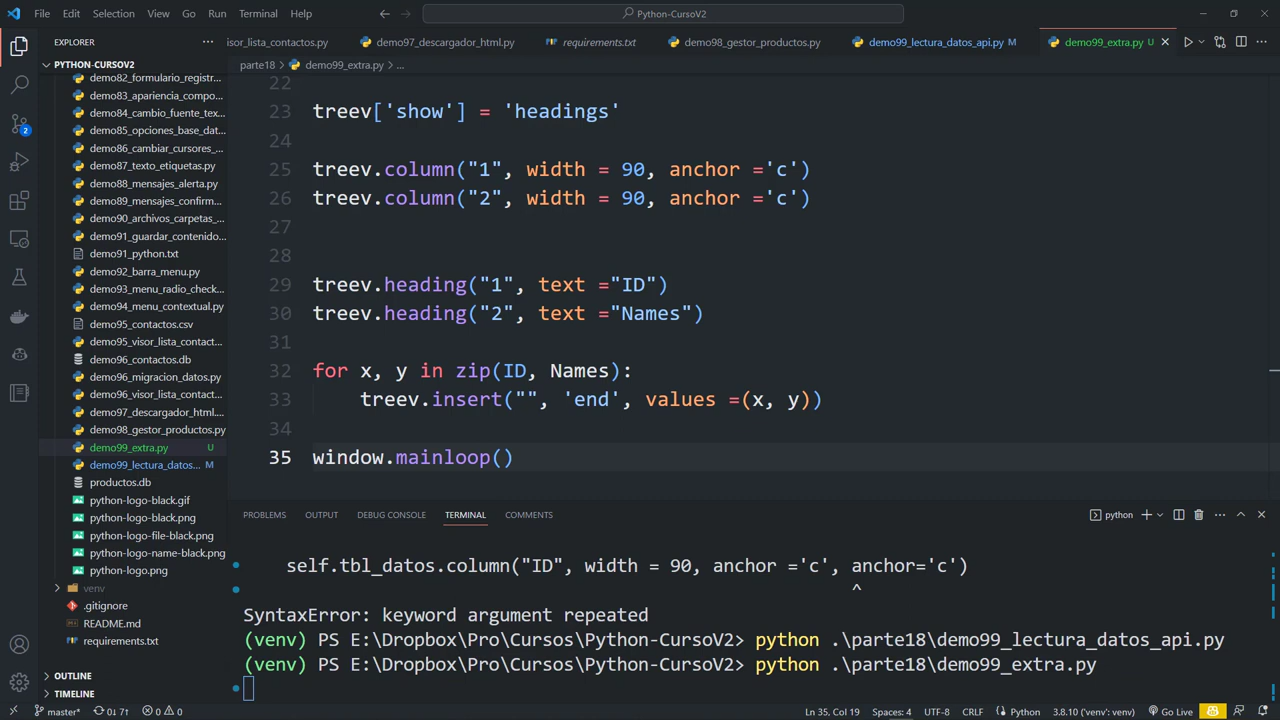 File Edit Selection View Go Run Terminal Help
Python-CursoV2
EXPLORER
isor_lista_contactos.py demo97_descargador_html.py requirements.txt demo98_gestor_productos.py demo99_lectura_datos_api.py M demo99_extra.py U
PYTHON-CURSOV2
parte18 > demo99_extra.py > ...
demo82_formulario_registr...
demo83_apariencia_compo...
demo84_cambio_fuente_tex...
demo85_opciones_base_dat...
demo86_cambiar_cursores_...
demo87_texto_etiquetas.py
demo88_mensajes_alerta.py
demo89_mensajes_confirm...
demo90_archivos_carpetas_...
demo91_guardar_contenido...
demo91_python.txt
demo92_barra_menu.py
demo93_menu_radio_check...
demo94_menu_contextual.py
demo95_contactos.csv
demo95_visor_lista_contact...
demo96_contactos.db
demo96_migracion_datos.py
demo96_visor_lista_contact...
demo97_descargador_html....
demo98_gestor_productos.py
demo99_extra.py U
demo99_lectura_datos... M
productos.db
python-logo-black.gif
python-logo-black.png
python-logo-file-black.png
python-logo-name-black.png
python-logo.png
venv
.gitignore
README.md
requirements.txt
OUTLINE
TIMELINE
2
22
23 treev['show'] = 'headings'
24
25 treev.column("1", width = 90, anchor ='c')
26 treev.column("2", width = 90, anchor ='c')
27
28
29 treev.heading("1", text ="ID")
30 treev.heading("2", text ="Names")
31
32 for x, y in zip(ID, Names):
33 treev.insert("", 'end', values =(x, y))
34
35 window.mainloop()
PROBLEMS OUTPUT DEBUG CONSOLE TERMINAL COMMENTS
python
self.tbl_datos.column("ID", width = 90, anchor ='c', anchor='c')
^
SyntaxError: keyword argument repeated
(venv) PS E:\Dropbox\Pro\Cursos\Python-CursoV2> python .\parte18\demo99_lectura_datos_api.py
(venv) PS E:\Dropbox\Pro\Cursos\Python-CursoV2> python .\parte18\demo99_extra.py
master* 0↓ 7↑ 0 0 Ln 35, Col 19 Spaces: 4 UTF-8 CRLF Python 3.8.10 ('venv': venv) Go Live